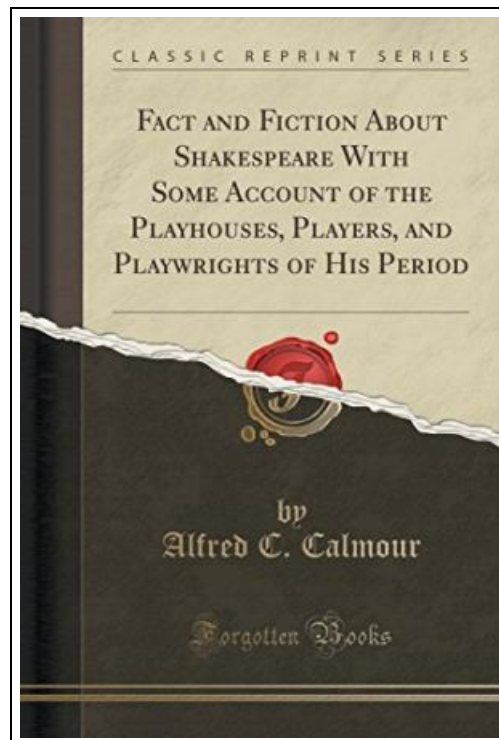 CLASSIC REPRINT SERIES
FACT AND FICTION ABOUT
SHAKESPEARE WITH
SOME ACCOUNT OF THE
PLAYHOUSES, PLAYERS, AND
PLAYWRIGHTS OF HIS PERIOD
by
Alfred C. Calmour
Forgotten Books